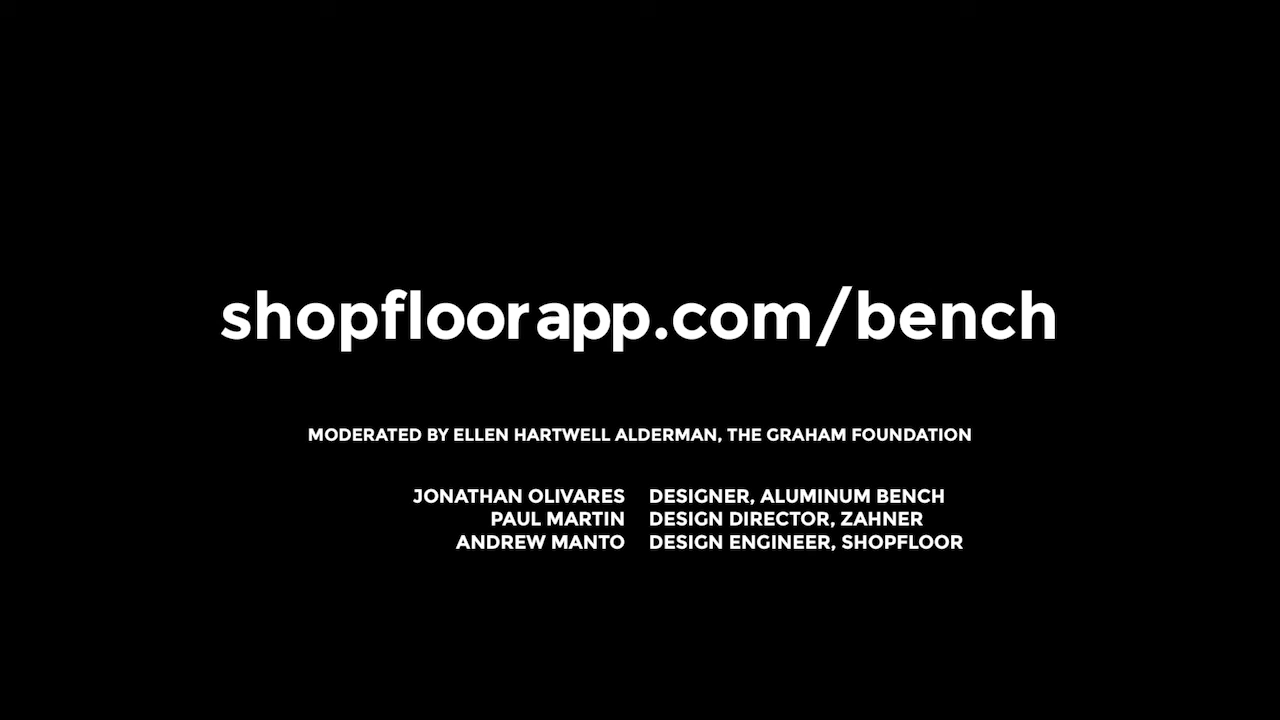 shopfloorapp.com/bench
MODERATED BY ELLEN HARTWELL ALDERMAN, THE GRAHAM FOUNDATION
JONATHAN OLIVARES DESIGNER, ALUMINUM BENCH
PAUL MARTIN DESIGN DIRECTOR, ZAHNER
ANDREW MANTO DESIGN ENGINEER, SHOPFLOOR